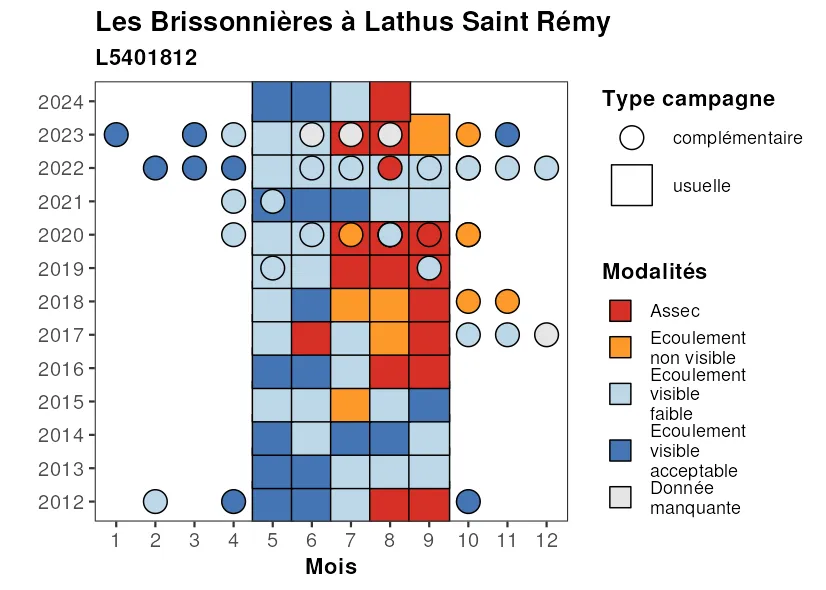 Les Brissonnières à Lathus Saint Rémy
L5401812
2024
2023
2022
2021
2020
2019
2018
2017
2016
2015
2014
2013
2012
1 2 3 4 5 6 7 8 9 10 11 12
Mois
Type campagne
complémentaire
usuelle
Modalités
Assec
Ecoulement
non visible
Ecoulement
visible
faible
Ecoulement
visible
acceptable
Donnée
manquante